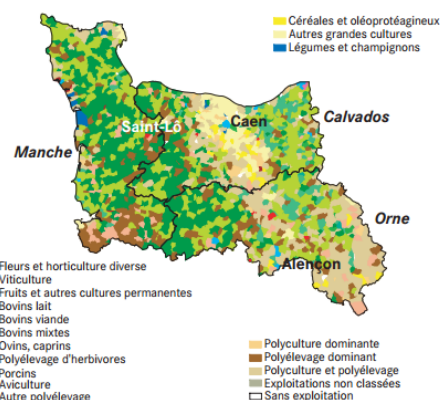 Céréales et oléoprotéagineux
Autres grandes cultures
Légumes et champignons
Caen
Saint-Lô
Calvados
Manche
Orne
Alençon
Fleurs et horticulture diverse
Viticulture
Fruits et autres cultures permanentes
Bovins lait
Bovins viande
Bovins mixtes
Ovins, caprins
Polyélevage d'herbivores
Porcins
Aviculture
Autre polyélevage
Polyculture dominante
Polyélevage dominant
Polyculture et polyélevage
Exploitations non classées
Sans exploitation